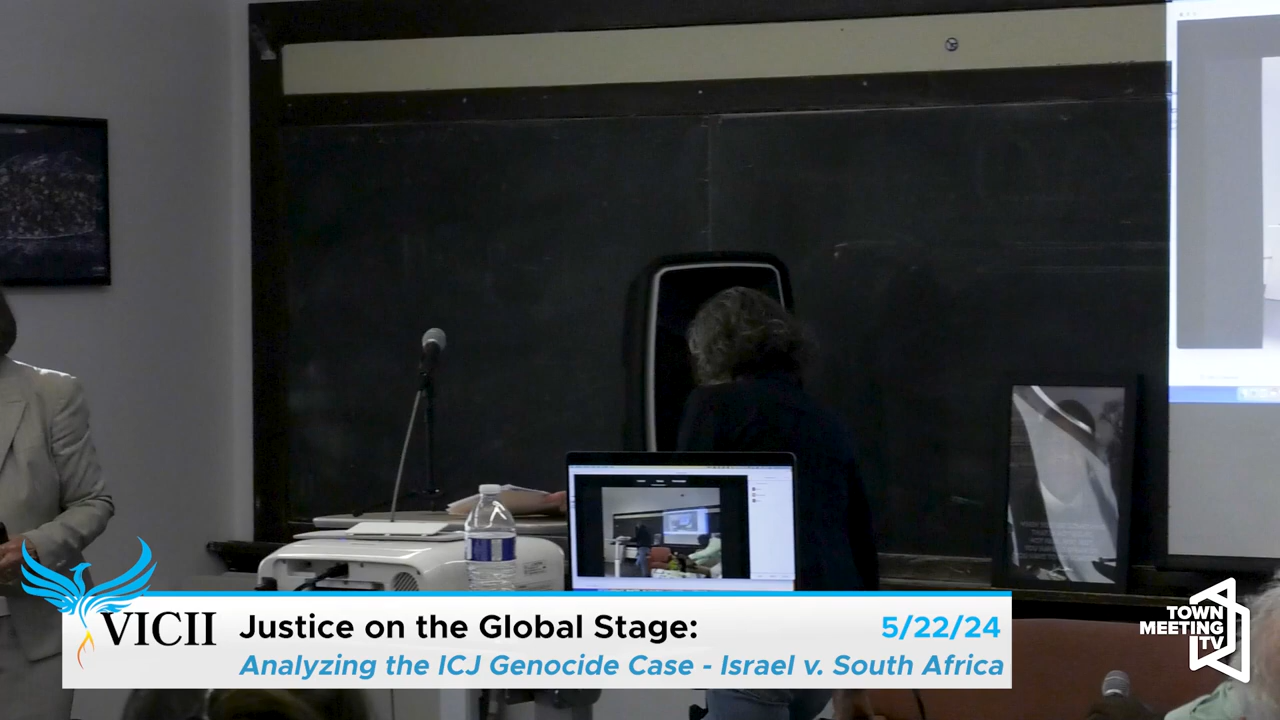 VICII
Justice on the Global Stage:
5/22/24
Analyzing the ICJ Genocide Case - Israel v. South Africa
TOWN
MEETING
TV